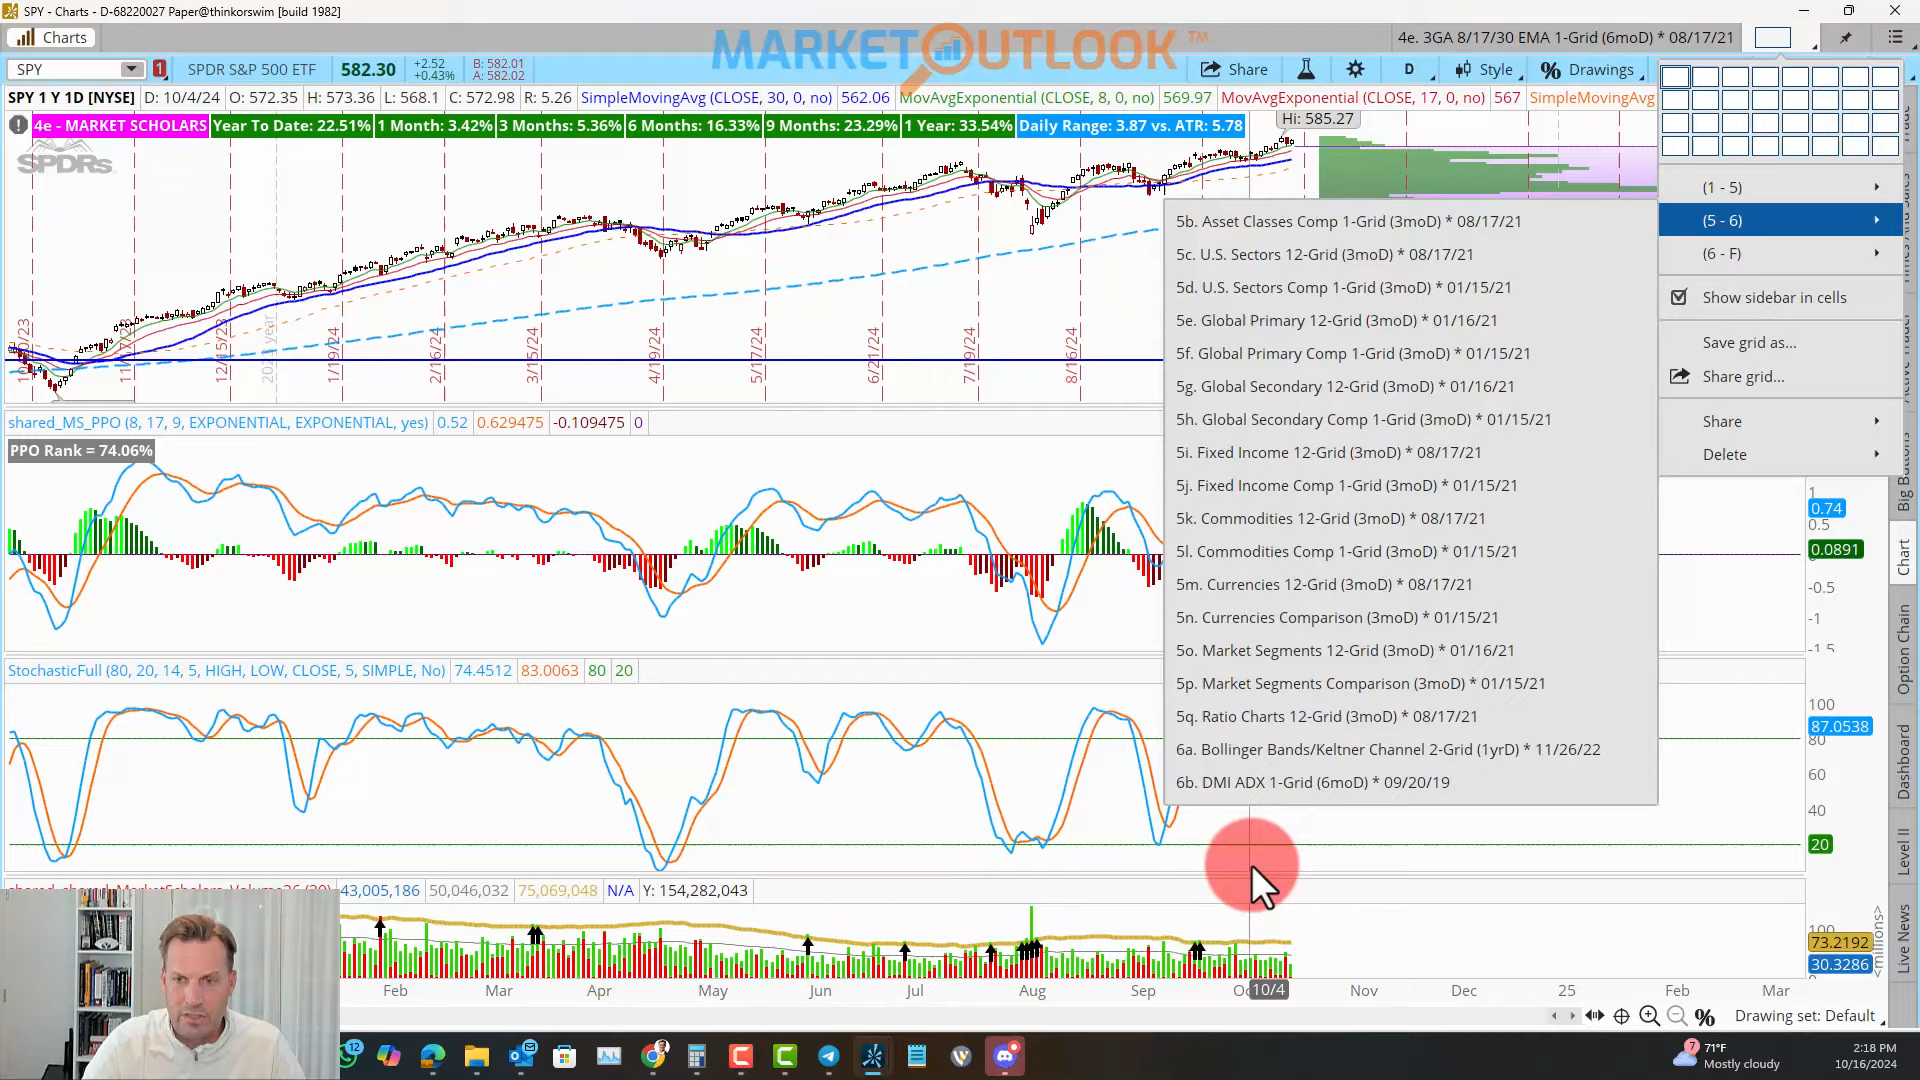 SPY - Charts - D-68220027 Paper@thinkorswim [build 1982]
Charts
MARKET OUTLOOK ™
4e. 3GA 8/17/30 EMA 1-Grid (6moD) * 08/17/21
SPY
1
SPDR S&P 500 ETF
582.30
+2.52
+0.43%
B: 582.01
A: 582.02
Share
D
Style
% Drawings
SPY 1 Y 1D [NYSE]
D: 10/4/24
O: 572.35
H: 573.36
L: 568.1
C: 572.98
R: 5.26
SimpleMovingAvg (CLOSE, 30, 0, no)
562.06
MovAvgExponential (CLOSE, 8, 0, no)
569.97
MovAvgExponential (CLOSE, 17, 0, no)
567
SimpleMovingAvg
4e - MARKET SCHOLARS
Year To Date: 22.51%
1 Month: 3.42%
3 Months: 5.36%
6 Months: 16.33%
9 Months: 23.29%
1 Year: 33.54%
Daily Range: 3.87 vs. ATR: 5.78
Hi: 585.27
SPDRs
1/19/24
2/16/24
3/15/24
4/19/24
5/17/24
6/21/24
7/19/24
8/16/24
(1 - 5)
(5 - 6)
(6 - F)
Show sidebar in cells
Save grid as...
Share grid...
Share
Delete
5b. Asset Classes Comp 1-Grid (3moD) * 08/17/21
5c. U.S. Sectors 12-Grid (3moD) * 08/17/21
5d. U.S. Sectors Comp 1-Grid (3moD) * 01/15/21
5e. Global Primary 12-Grid (3moD) * 01/16/21
5f. Global Primary Comp 1-Grid (3moD) * 01/15/21
5g. Global Secondary 12-Grid (3moD) * 01/16/21
5h. Global Secondary Comp 1-Grid (3moD) * 01/15/21
5i. Fixed Income 12-Grid (3moD) * 08/17/21
5j. Fixed Income Comp 1-Grid (3moD) * 01/15/21
5k. Commodities 12-Grid (3moD) * 08/17/21
5l. Commodities Comp 1-Grid (3moD) * 01/15/21
5m. Currencies 12-Grid (3moD) * 08/17/21
5n. Currencies Comparison (3moD) * 01/15/21
5o. Market Segments 12-Grid (3moD) * 01/16/21
5p. Market Segments Comparison (3moD) * 01/15/21
5q. Ratio Charts 12-Grid (3moD) * 08/17/21
6a. Bollinger Bands/Keltner Channel 2-Grid (1yrD) * 11/26/22
6b. DMI ADX 1-Grid (6moD) * 09/20/19
shared_MS_PPO (8, 17, 9, EXPONENTIAL, EXPONENTIAL, yes)
0.52
0.629475
-0.109475
0
PPO Rank = 74.06%
1
0.74
0.5
0.0891
-0.5
-1
-1.5
StochasticFull (80, 20, 14, 5, HIGH, LOW, CLOSE, 5, SIMPLE, No)
74.4512
83.0063
80
20
100
87.0538
80
60
40
20
43,005,186
50,046,032
75,069,048
N/A
Y: 154,282,043
100
73.2192
30.3286
<millions>
Feb
Mar
Apr
May
Jun
Jul
Aug
Sep
10/4
Nov
Dec
25
Feb
Mar
Drawing set: Default
Big Buttons
Chart
Option Chain
Dashboard
Level II
Live News
12
7
71°F
Mostly cloudy
2:18 PM
10/16/2024